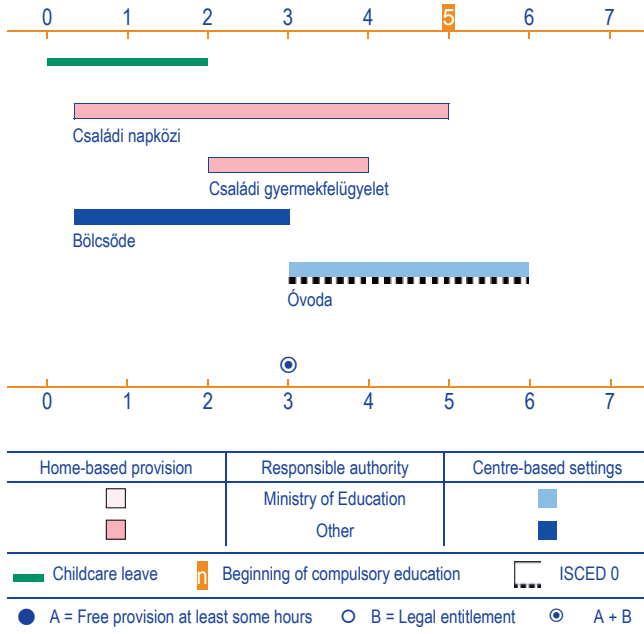 0 1 2 3 4 5 6 7
Családi napközi
Családi gyermekfelügyelet
Bölcsőde
Óvoda
0 1 2 3 4 5 6 7
Home-based provision Responsible authority Centre-based settings
Ministry of Education
Other
Childcare leave n Beginning of compulsory education ISCED 0
A = Free provision at least some hours B = Legal entitlement A + B